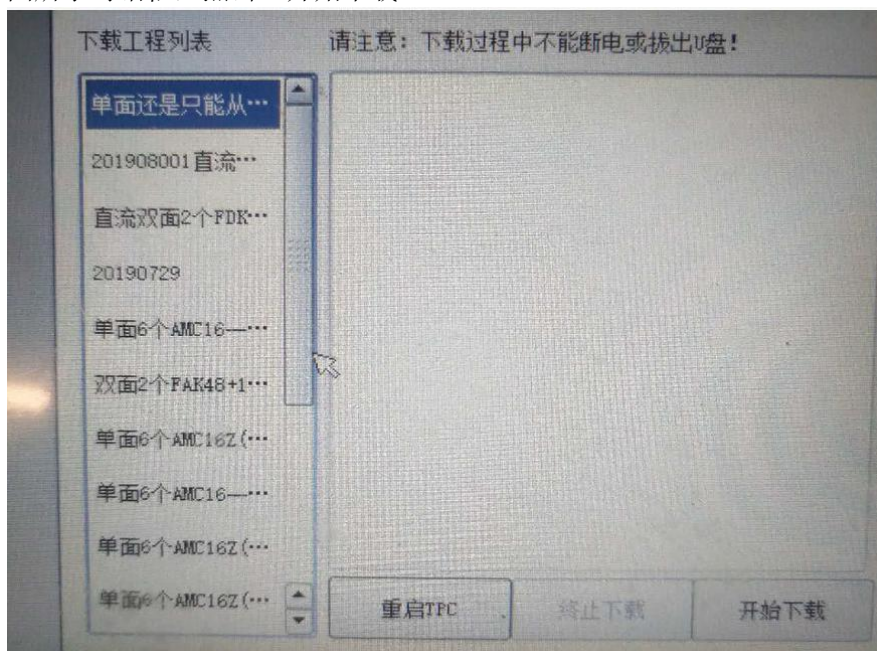 下载工程列表
请注意: 下载过程中不能断电或拔出U盘!
单面还是只能从…
201908001直流…
直流双面2个FDK…
20190729
单面6个AMC16—…
双面2个FAK48+1…
单面6个AMC16Z(…
单面6个AMC16—…
单面6个AMC16Z(…
单面6个AMC16Z(…
重启TPC
终止下载
开始下载